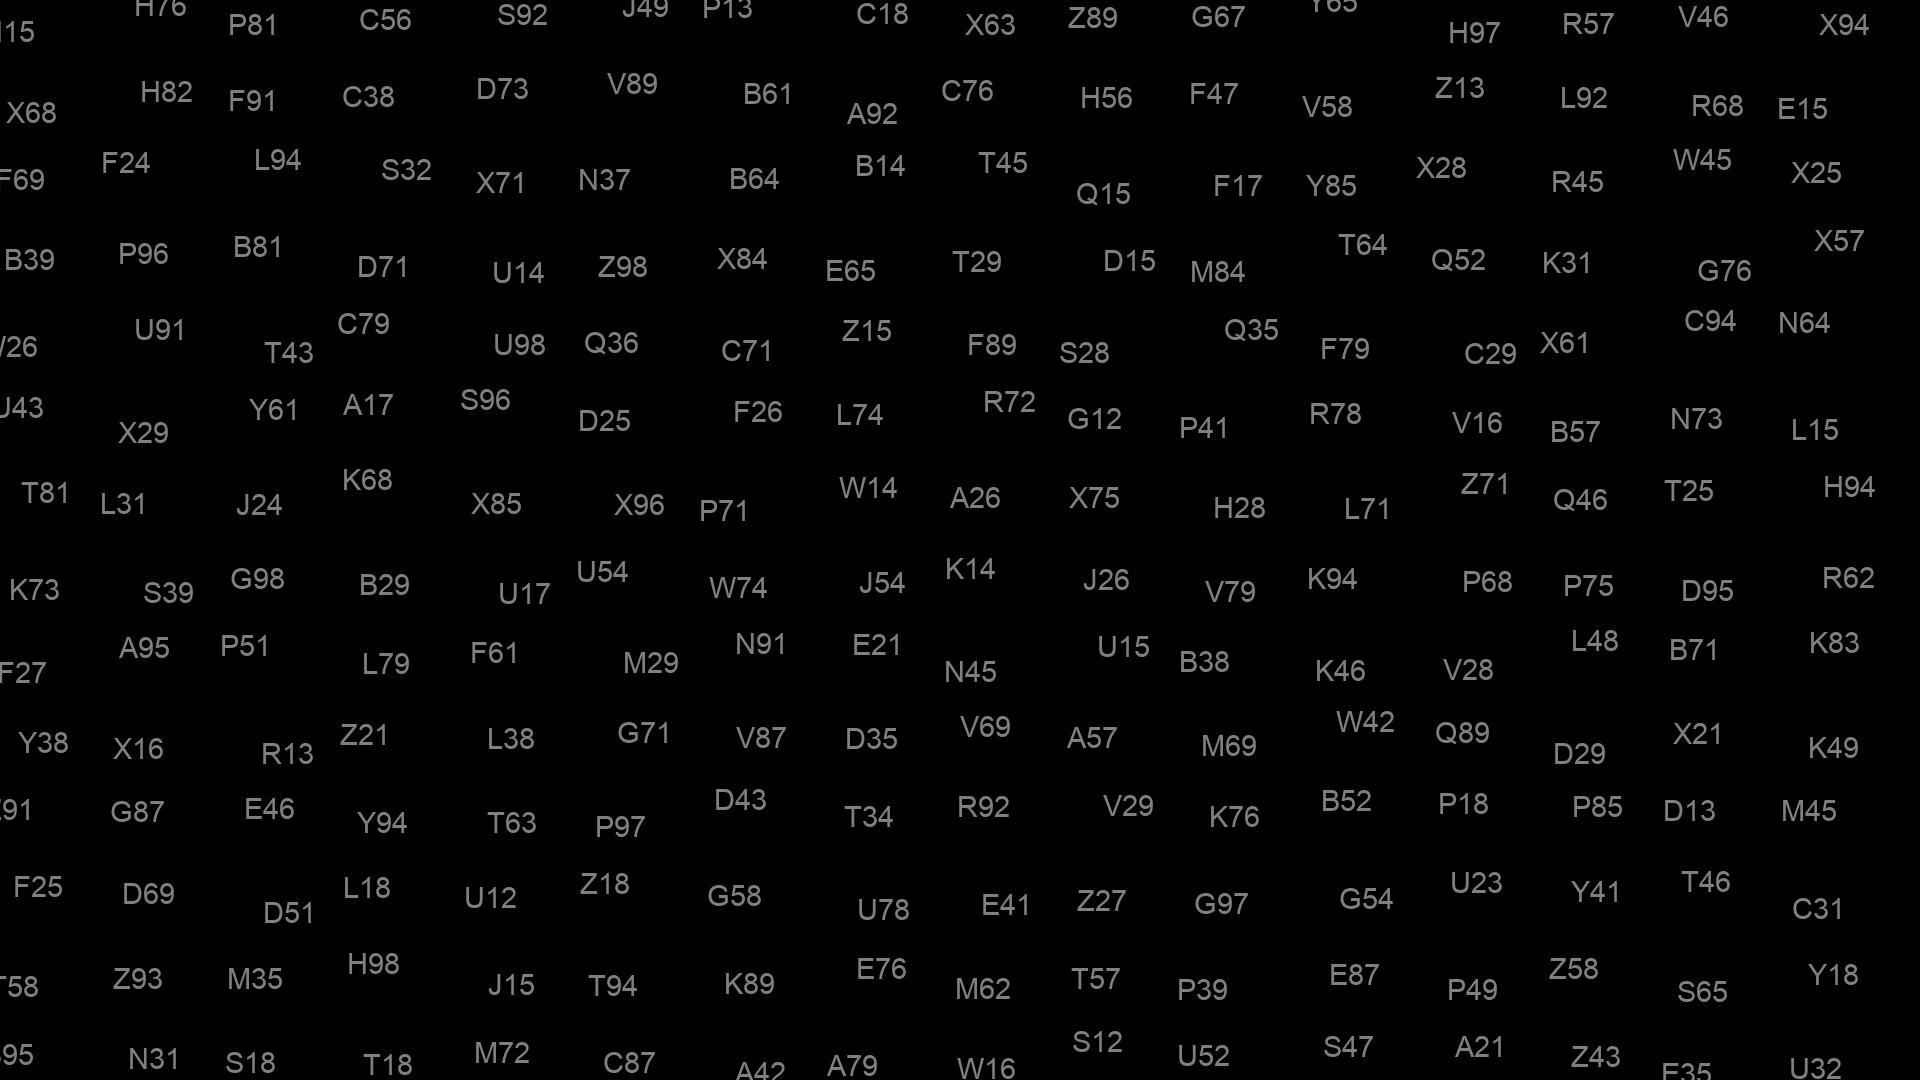 H76 P81 C56 S92 J49 P13 C18 X63 Z89 G67 Y65 H97 R57 V46 X94
X68 H82 F91 C38 D73 V89 B61 A92 C76 H56 F47 V58 Z13 L92 R68 E15
F69 F24 L94 S32 X71 N37 B64 B14 T45 Q15 F17 Y85 X28 R45 W45 X25
B39 P96 B81 D71 U14 Z98 X84 E65 T29 D15 M84 T64 Q52 K31 G76 X57
U91 T43 C79 U98 Q36 C71 Z15 F89 S28 Q35 F79 C29 X61 C94 N64
U43 X29 Y61 A17 S96 D25 F26 L74 R72 G12 P41 R78 V16 B57 N73 L15
T81 L31 J24 K68 X85 X96 P71 W14 A26 X75 H28 L71 Z71 Q46 T25 H94
K73 S39 G98 B29 U17 U54 W74 J54 K14 J26 V79 K94 P68 P75 D95 R62
F27 A95 P51 L79 F61 M29 N91 E21 N45 U15 B38 K46 V28 L48 B71 K83
Y38 X16 R13 Z21 L38 G71 V87 D35 V69 A57 M69 W42 Q89 D29 X21 K49
G87 E46 Y94 T63 P97 D43 T34 R92 V29 K76 B52 P18 P85 D13 M45
F25 D69 D51 L18 U12 Z18 G58 U78 E41 Z27 G97 G54 U23 Y41 T46 C31
T58 Z93 M35 H98 J15 T94 K89 E76 M62 T57 P39 E87 P49 Z58 S65 Y18
N31 S18 T18 M72 C87 A42 A79 W16 S12 U52 S47 A21 Z43 U32